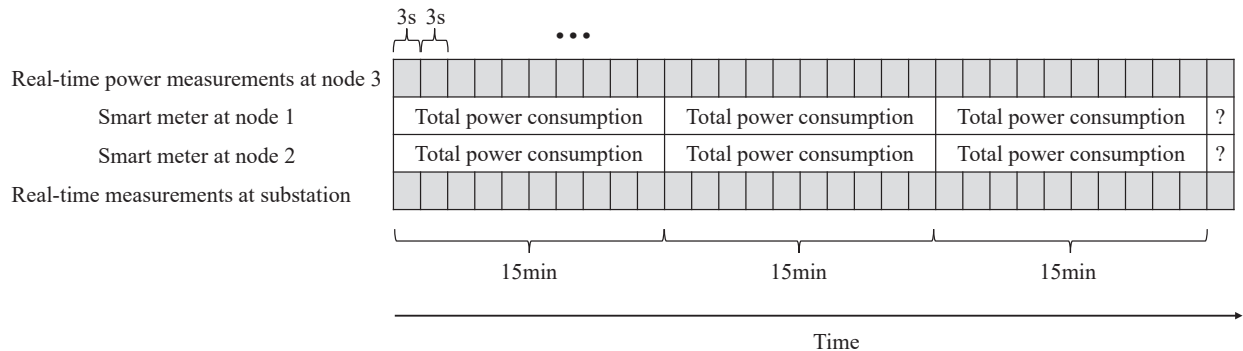 3s 3s
•••
Real-time power measurements at node 3
Smart meter at node 1 Total power consumption Total power consumption Total power consumption ?
Smart meter at node 2 Total power consumption Total power consumption Total power consumption ?
Real-time measurements at substation
15min 15min 15min
Time